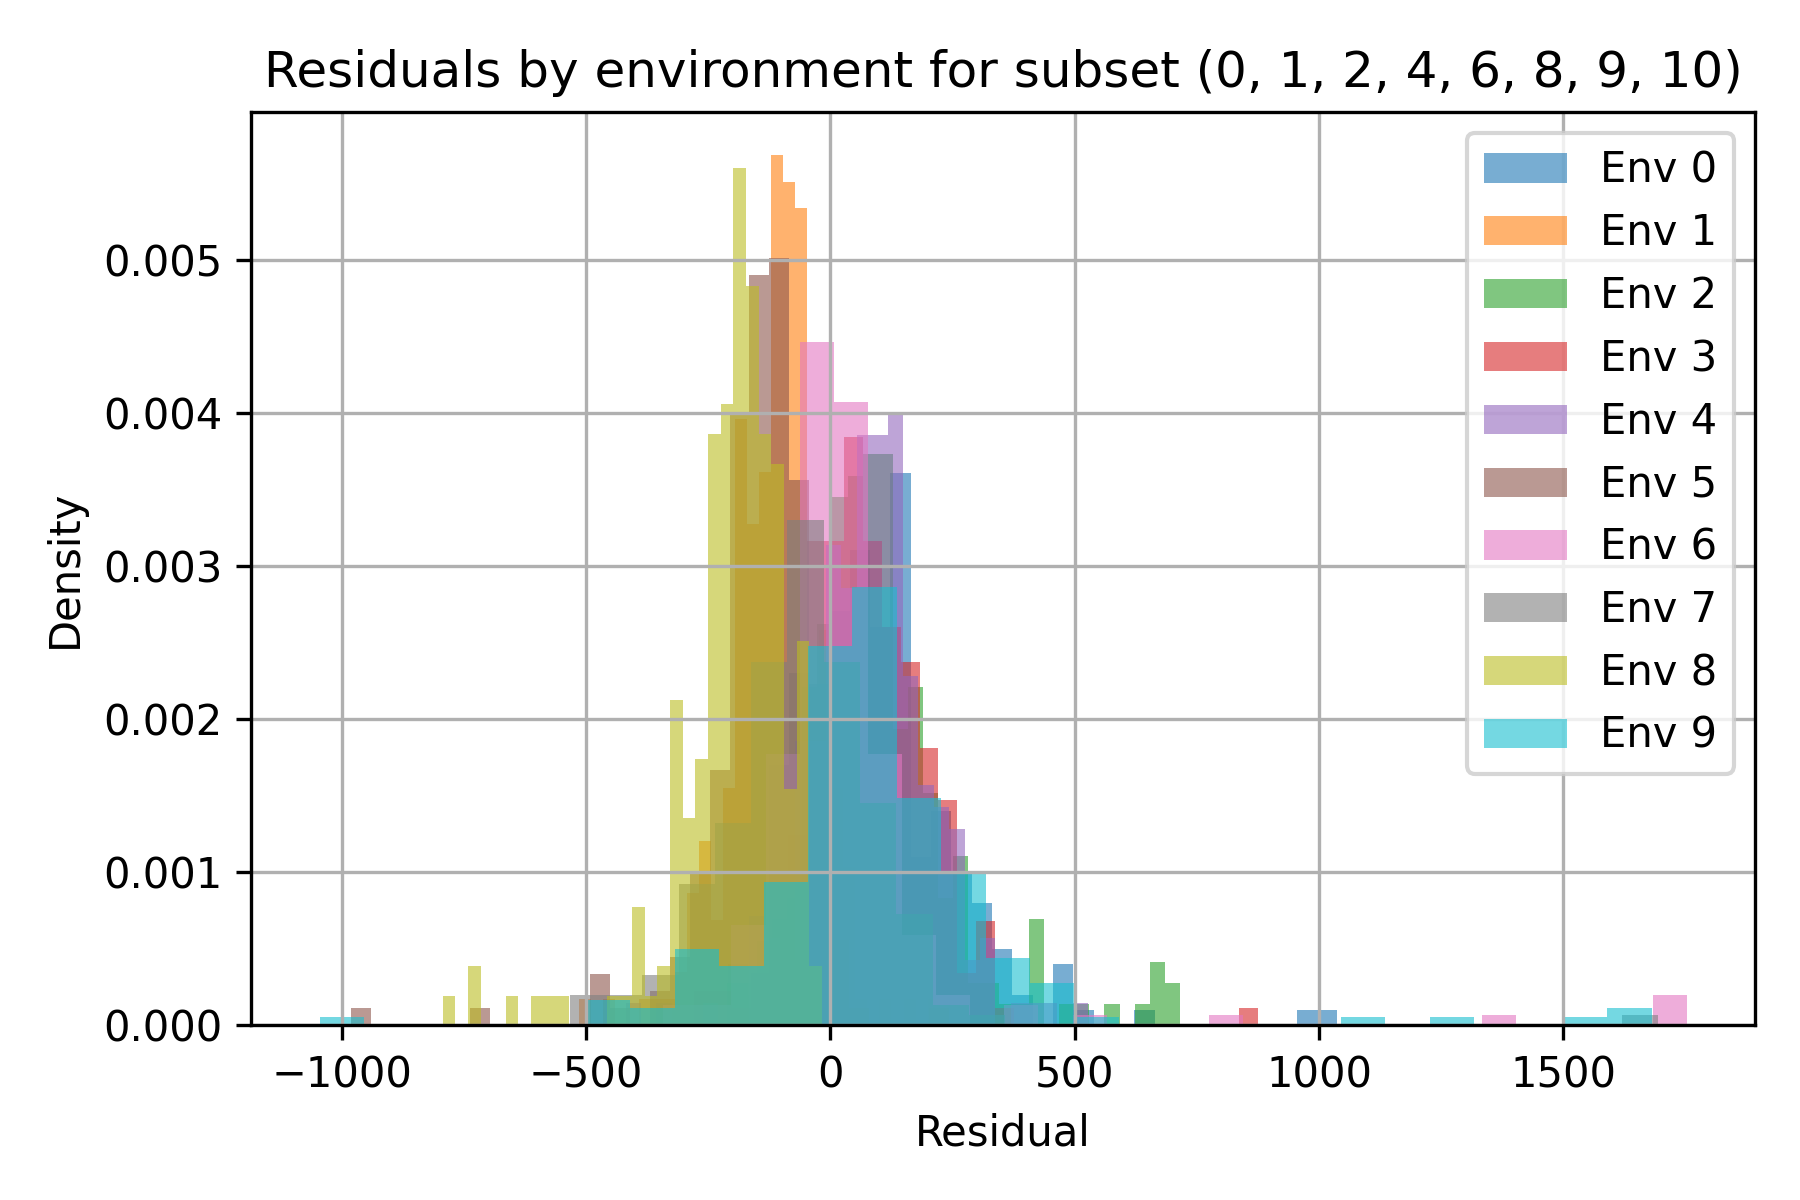 Residuals by environment for subset (0, 1, 2, 4, 6, 8, 9, 10)
Env 0
Env 1
Env 2
Env 3
Env 4
Env 5
Env 6
Env 7
Env 8
Env 9
Density
0.005
0.004
0.003
0.002
0.001
0.000
−1000
−500
0
500
1000
1500
Residual